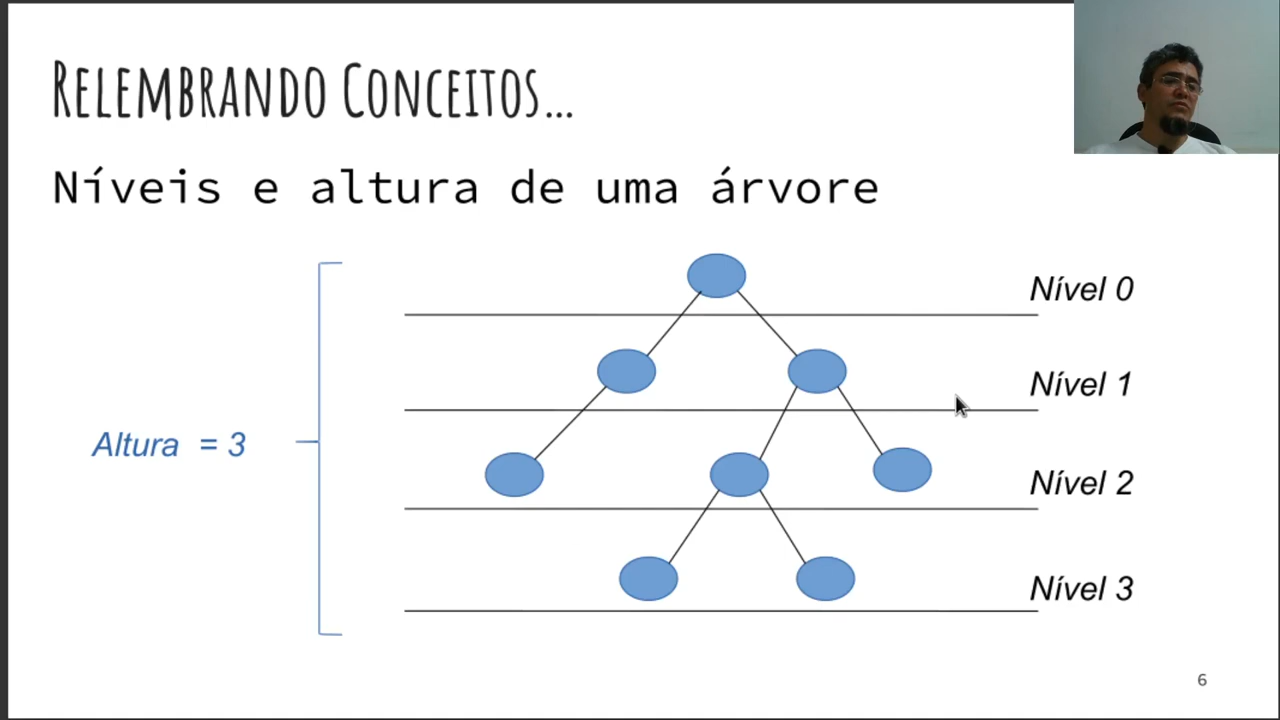 Relembrando Conceitos...
Níveis e altura de uma árvore
Nível 0
Nível 1
Altura = 3
Nível 2
Nível 3
6